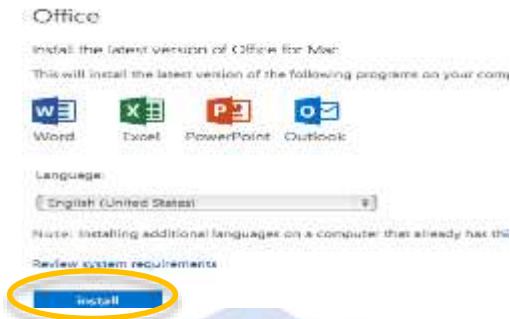 Office
Install the latest version of Office for Mac
This will install the latest version of the following programs on your comp
Word Excel PowerPoint Outlook
Language:
English (United States)
Note: Installing additional languages on a computer that already has thi
Review system requirements
install